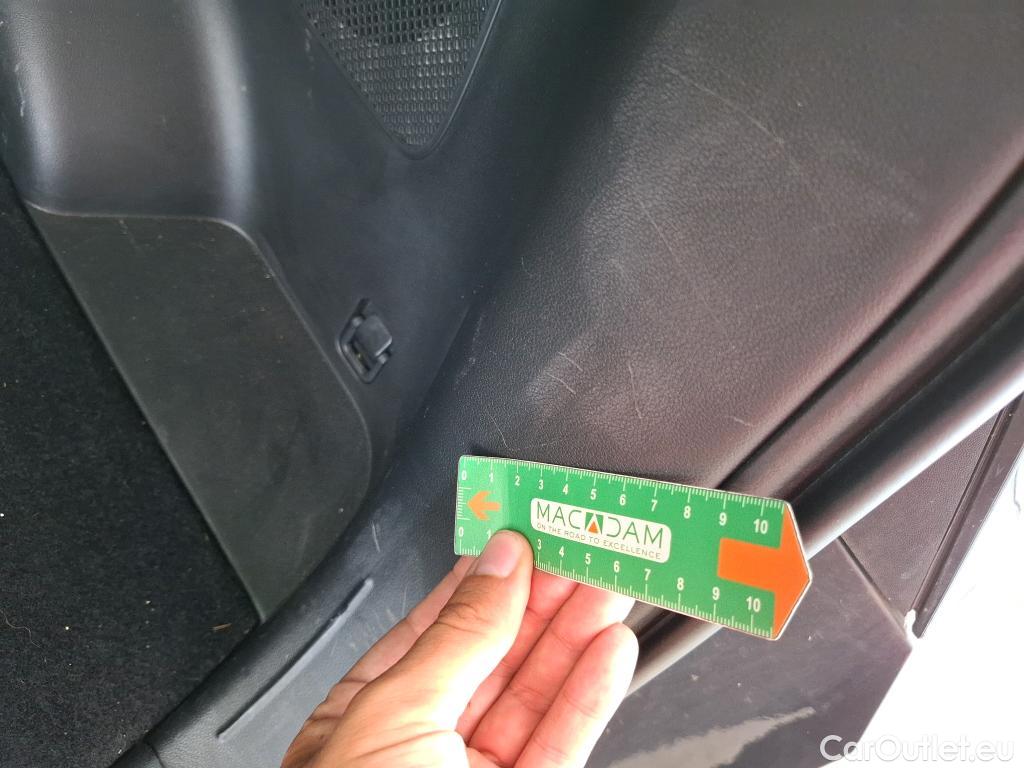 0 1 2 3 4 5 6 7 8 9 10
MACADAM
ON THE ROAD TO EXCELLENCE
0 1 3 4 5 6 7 8 9 10
CarOutlet.eu